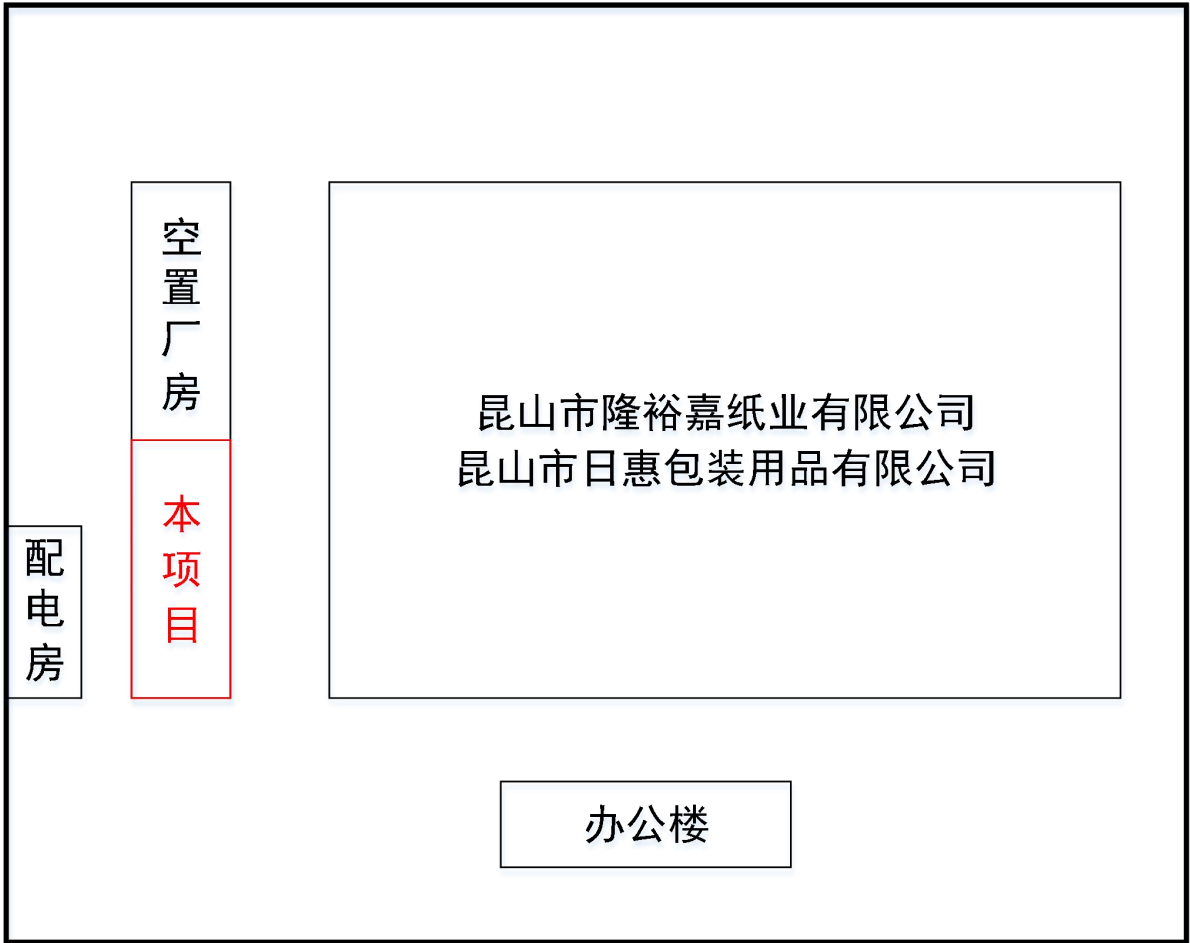 空置厂房
昆山市隆裕嘉纸业有限公司
昆山市日惠包装用品有限公司
本项目
配电房
办公楼